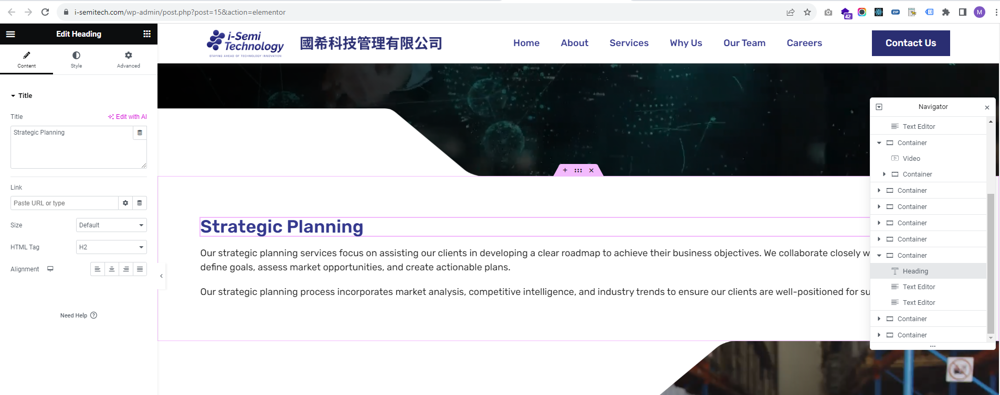 i-semitech.com/wp-admin/post.php?post=15&action=elementor
42
ZIP
M
Edit Heading
Content
Style
Advanced
Title
Title
Edit with AI
Strategic Planning
Link
Paste URL or type
Size
Default
HTML Tag
H2
Alignment
Need Help
i-Semi
Technology
STAYING AHEAD OF TECHNOLOGY INNOVATION
國希科技管理有限公司
Home
About
Services
Why Us
Our Team
Careers
Contact Us
Strategic Planning
Our strategic planning services focus on assisting our clients in developing a clear roadmap to achieve their business objectives. We collaborate closely w
define goals, assess market opportunities, and create actionable plans.
Our strategic planning process incorporates market analysis, competitive intelligence, and industry trends to ensure our clients are well-positioned for su
Navigator
Text Editor
Container
Video
Container
Container
Container
Container
Container
Container
Heading
Text Editor
Text Editor
Container
Container